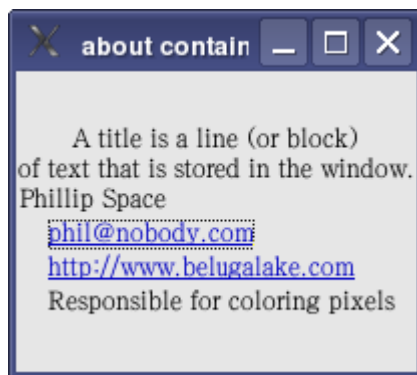 about contain
A title is a line (or block)
of text that is stored in the window.
Phillip Space
phil@nobody.com
http://www.belugalake.com
Responsible for coloring pixels